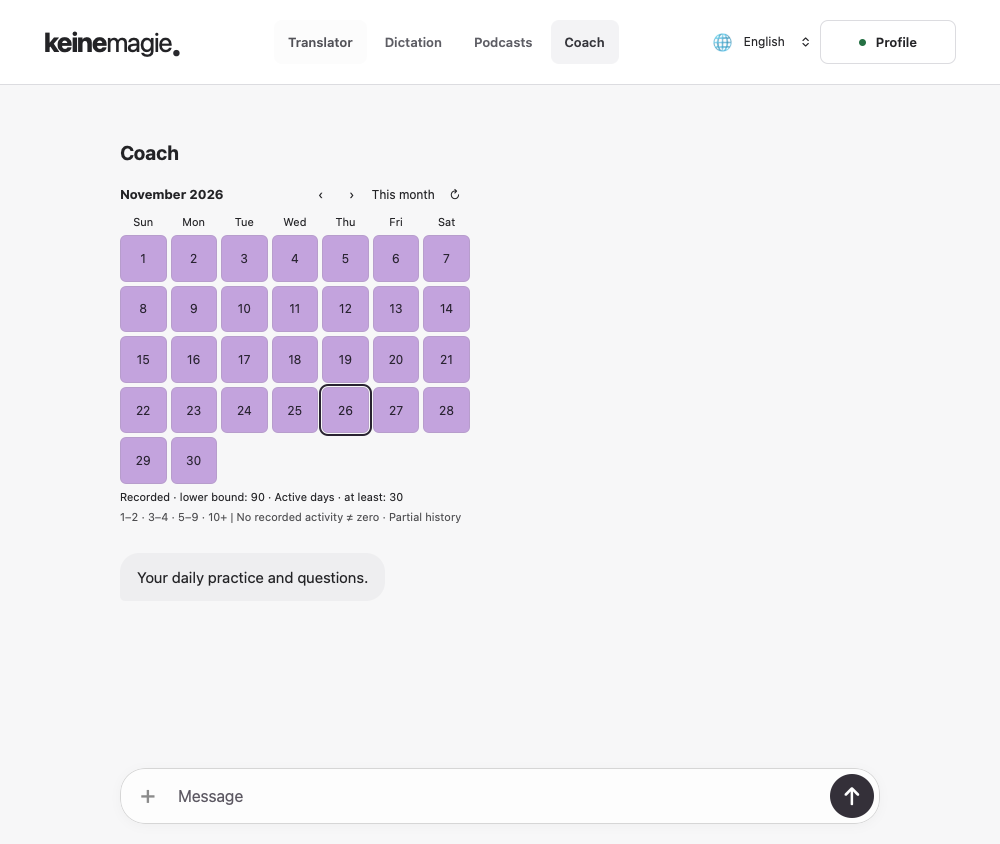 keinemagie.
Translator Dictation Podcasts Coach
English
Profile
Coach
November 2026 ‹ › This month ↻
Sun Mon Tue Wed Thu Fri Sat
1 2 3 4 5 6 7
8 9 10 11 12 13 14
15 16 17 18 19 20 21
22 23 24 25 26 27 28
29 30
Recorded · lower bound: 90 · Active days · at least: 30
1–2 · 3–4 · 5–9 · 10+ | No recorded activity ≠ zero · Partial history
Your daily practice and questions.
Message